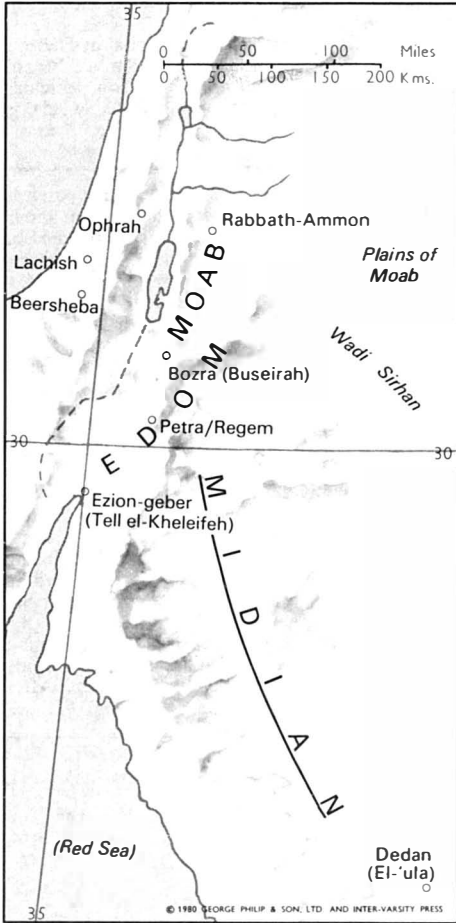 35
0 50 100 Miles
0 50 100 150 200 Kms.
Ophrah
Rabbath-Ammon
Lachish
Plains of
Moab
Beersheba
MOAB
Wadi Sirhan
Bozra (Buseirah)
EDOM
Petra/Regem
30
30
Ezion-geber
(Tell el-Kheleifeh)
MIDIAN
(Red Sea)
Dedan
(El-'ula)
35
© 1980 GEORGE PHILIP & SON, LTD. AND INTER-VARSITY PRESS